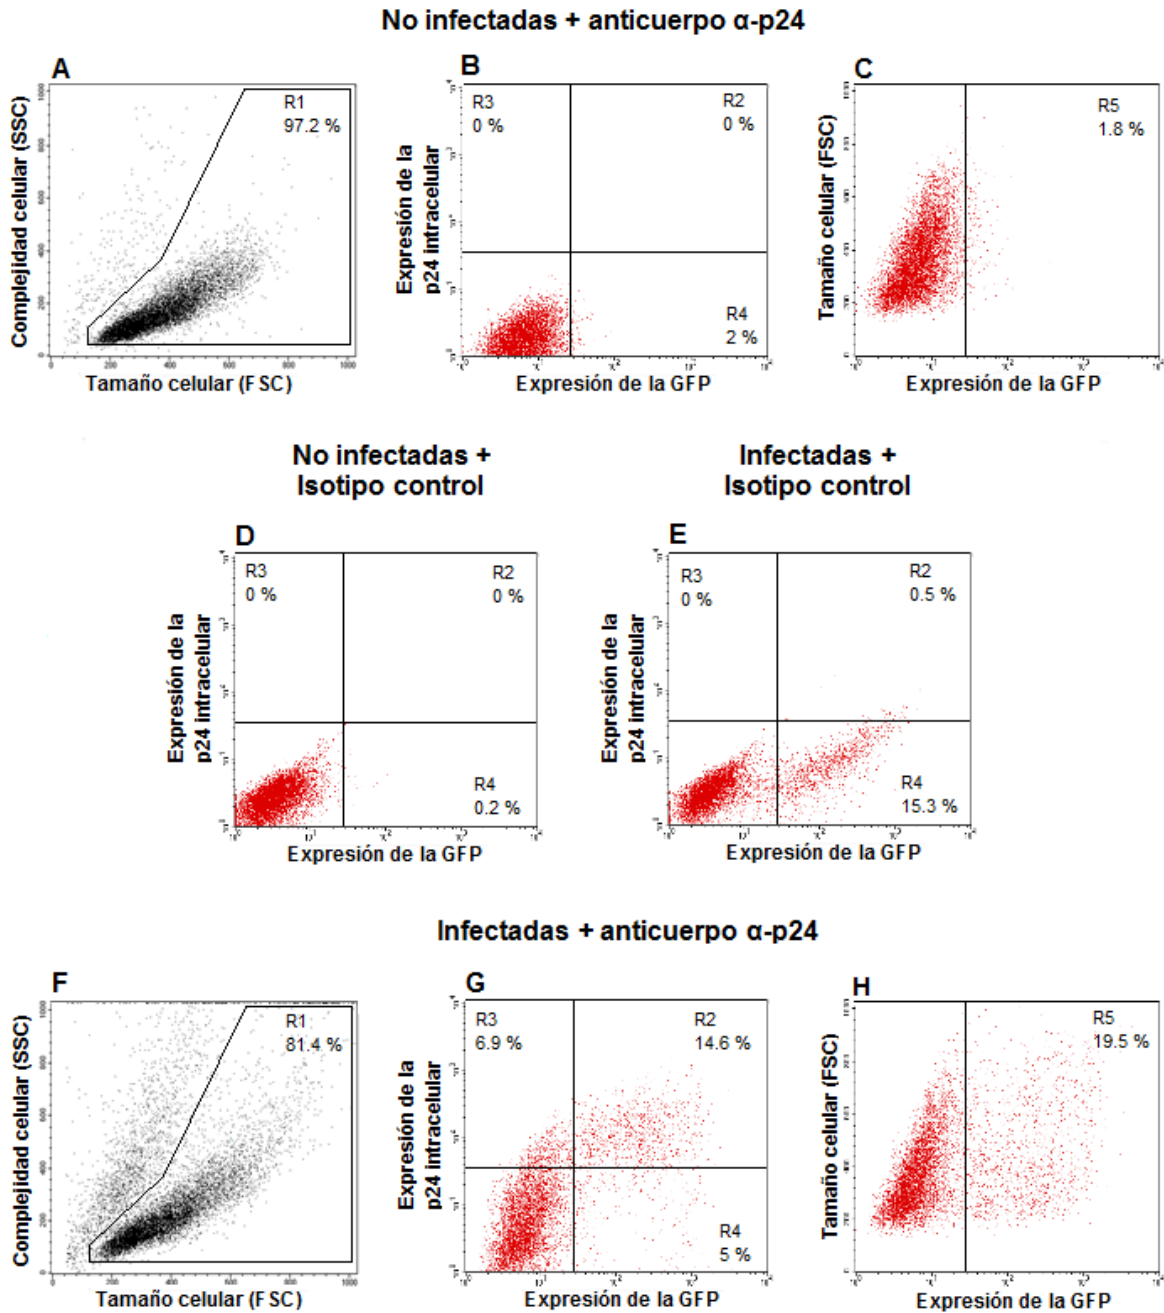 No infectadas + anticuerpo α-p24
A
Complejidad celular (SSC)
R1
97.2 %
Tamaño celular (FSC)
B
Expresión de la
p24 intracelular
R3
0 %
R2
0 %
R4
2 %
Expresión de la GFP
C
Tamaño celular (FSC)
R5
1.8 %
Expresión de la GFP
No infectadas +
Isotipo control
D
Expresión de la
p24 intracelular
R3
0 %
R2
0 %
R4
0.2 %
Expresión de la GFP
Infectadas +
Isotipo control
E
Expresión de la
p24 intracelular
R3
0 %
R2
0.5 %
R4
15.3 %
Expresión de la GFP
Infectadas + anticuerpo α-p24
F
Complejidad celular (SSC)
R1
81.4 %
Tamaño celular (FSC)
G
Expresión de la
p24 intracelular
R3
6.9 %
R2
14.6 %
R4
5 %
Expresión de la GFP
H
Tamaño celular (FSC)
R5
19.5 %
Expresión de la GFP